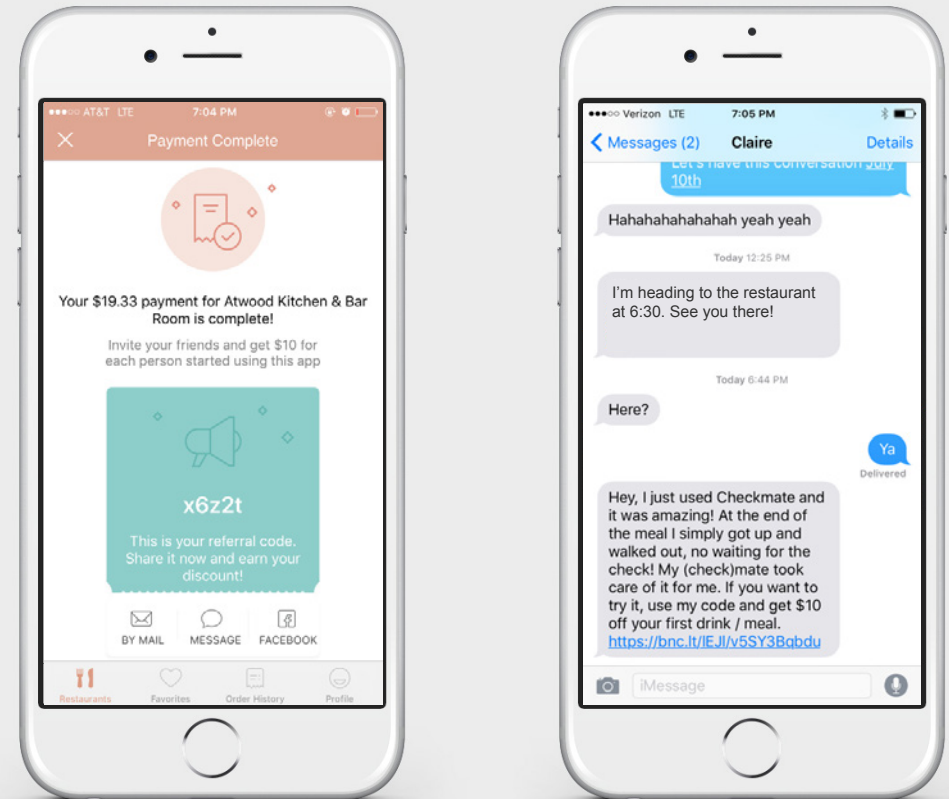 AT&T LTE 7:04 PM
Payment Complete
Your $19.33 payment for Atwood Kitchen & Bar
Room is complete!
Invite your friends and get $10 for
each person started using this app
x6z2t
This is your referral code.
Share it now and earn your
discount!
BY MAIL MESSAGE FACEBOOK
Restaurants Favorites Order History Profile
Verizon LTE 7:05 PM
Messages (2) Claire Details
Let's have this conversation July
10th
Hahahahahahahah yeah yeah
Today 12:25 PM
I'm heading to the restaurant
at 6:30. See you there!
Today 6:44 PM
Here?
Ya
Delivered
Hey, I just used Checkmate and
it was amazing! At the end of
the meal I simply got up and
walked out, no waiting for the
check! My (check)mate took
care of it for me. If you want to
try it, use my code and get $10
off your first drink / meal.
https://bnc.lt/lEJl/v5SY3Bqbdu
iMessage